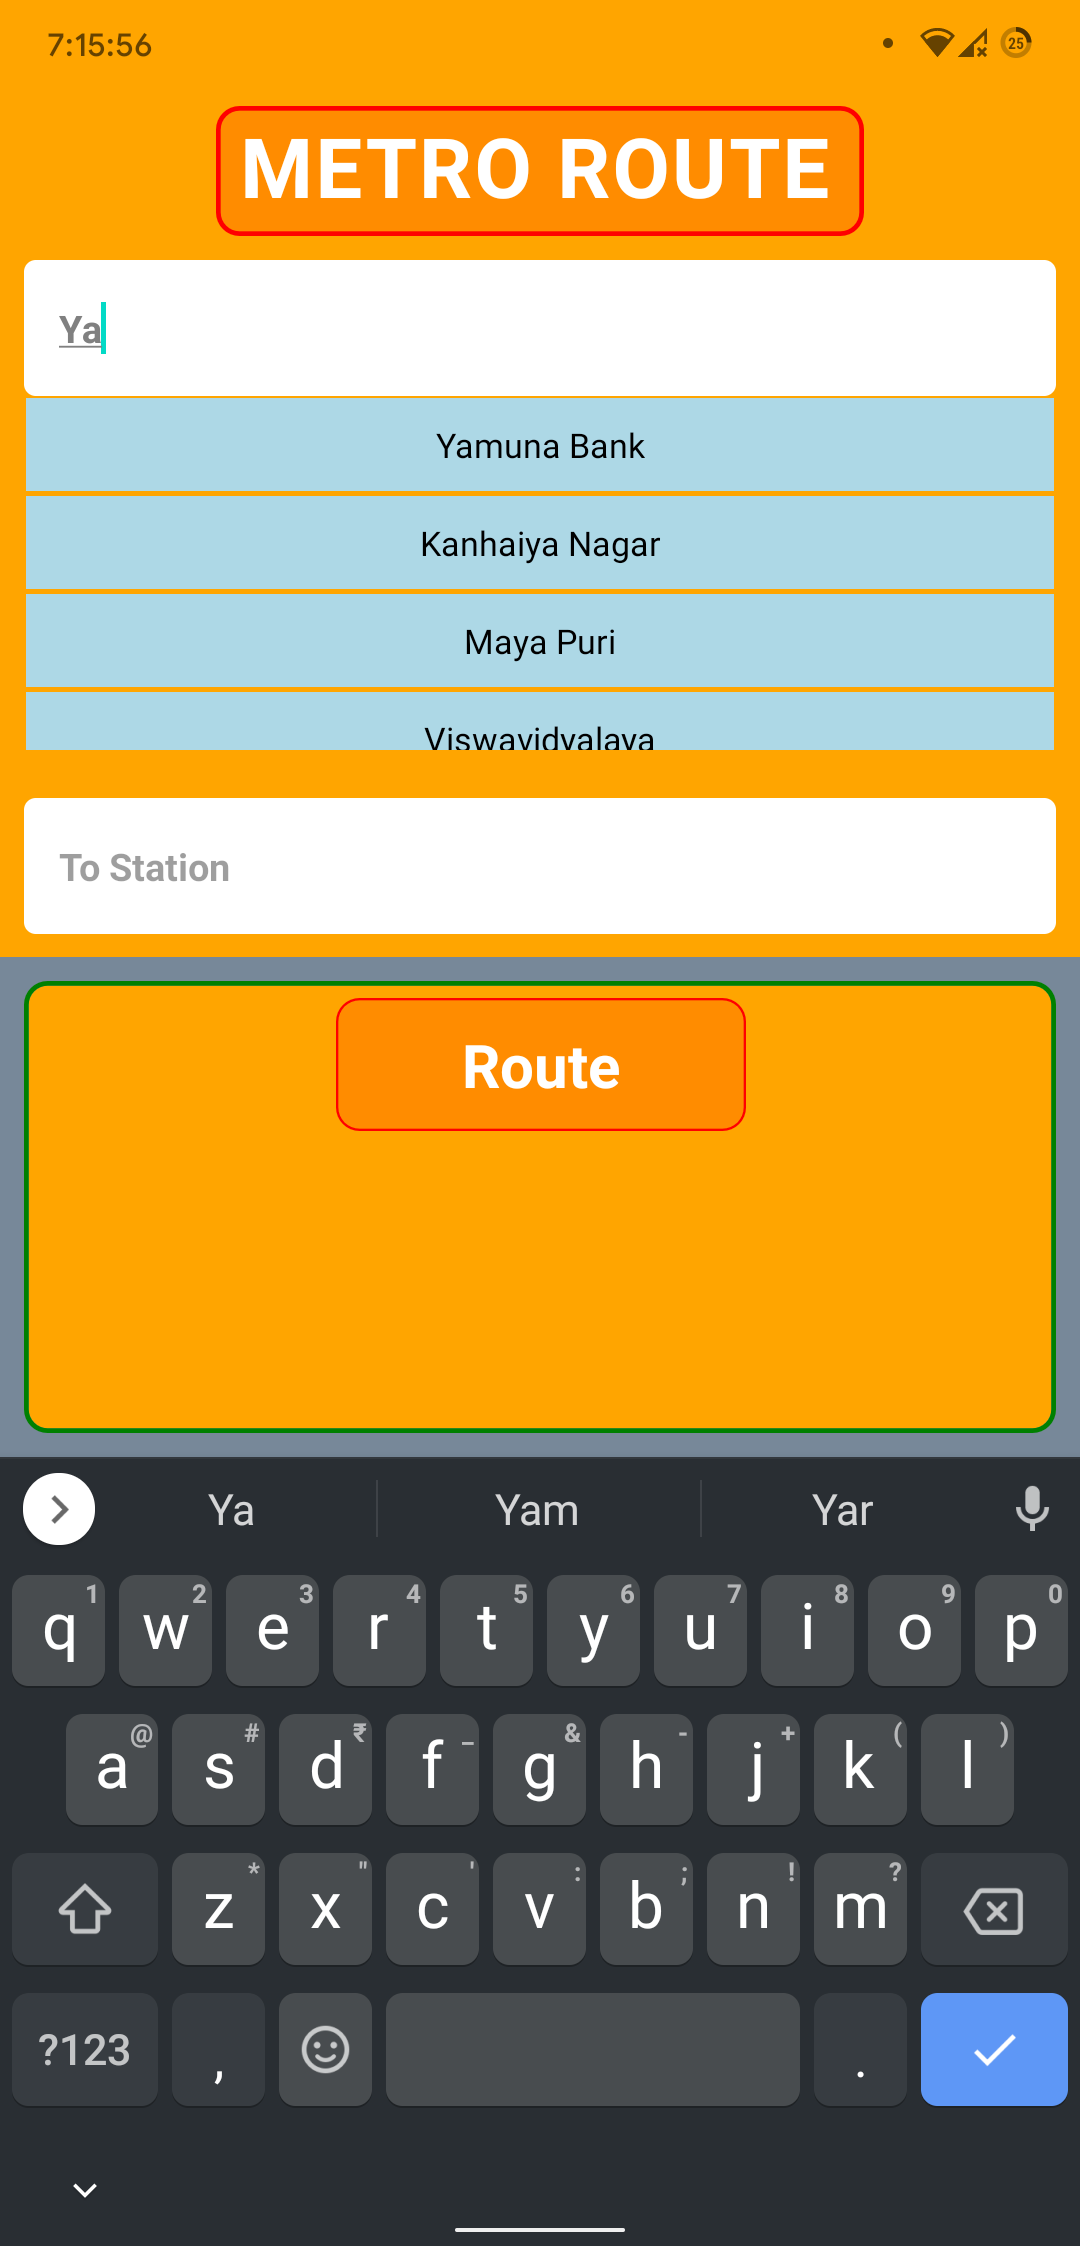 7:15:56
25
METRO ROUTE
Ya
Yamuna Bank
Kanhaiya Nagar
Maya Puri
Viswavidyalaya
To Station
Route
Ya Yam Yar
1 2 3 4 5 6 7 8 9 0
q w e r t y u i o p
@ # ₹ _ & - + ( )
a s d f g h j k l
* " ' : ; ! ?
z x c v b n m
?123 , .